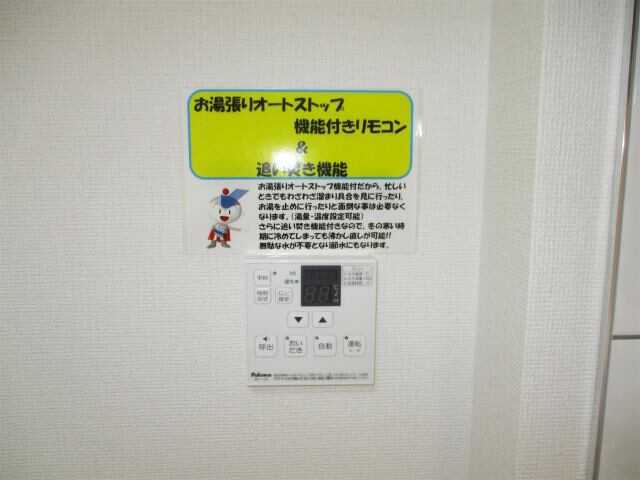 お湯張りオートストップ
機能付きリモコン
&
追い焚き機能
お湯張りオートストップ機能付だから、忙しい
ときでもわざわざ溜まり具合を見に行ったり、
お湯を止めに行ったりと面倒な事は必要なく
なります。(湯量・温度設定可能)
さらに追い焚き機能付きなので、冬の寒い時
期に冷めてしまっても沸かし直しが可能!!
無駄な水が不要となり節水にもなります。
88
▼ ▲
呼出 おい だき 自動 運転
Paloma